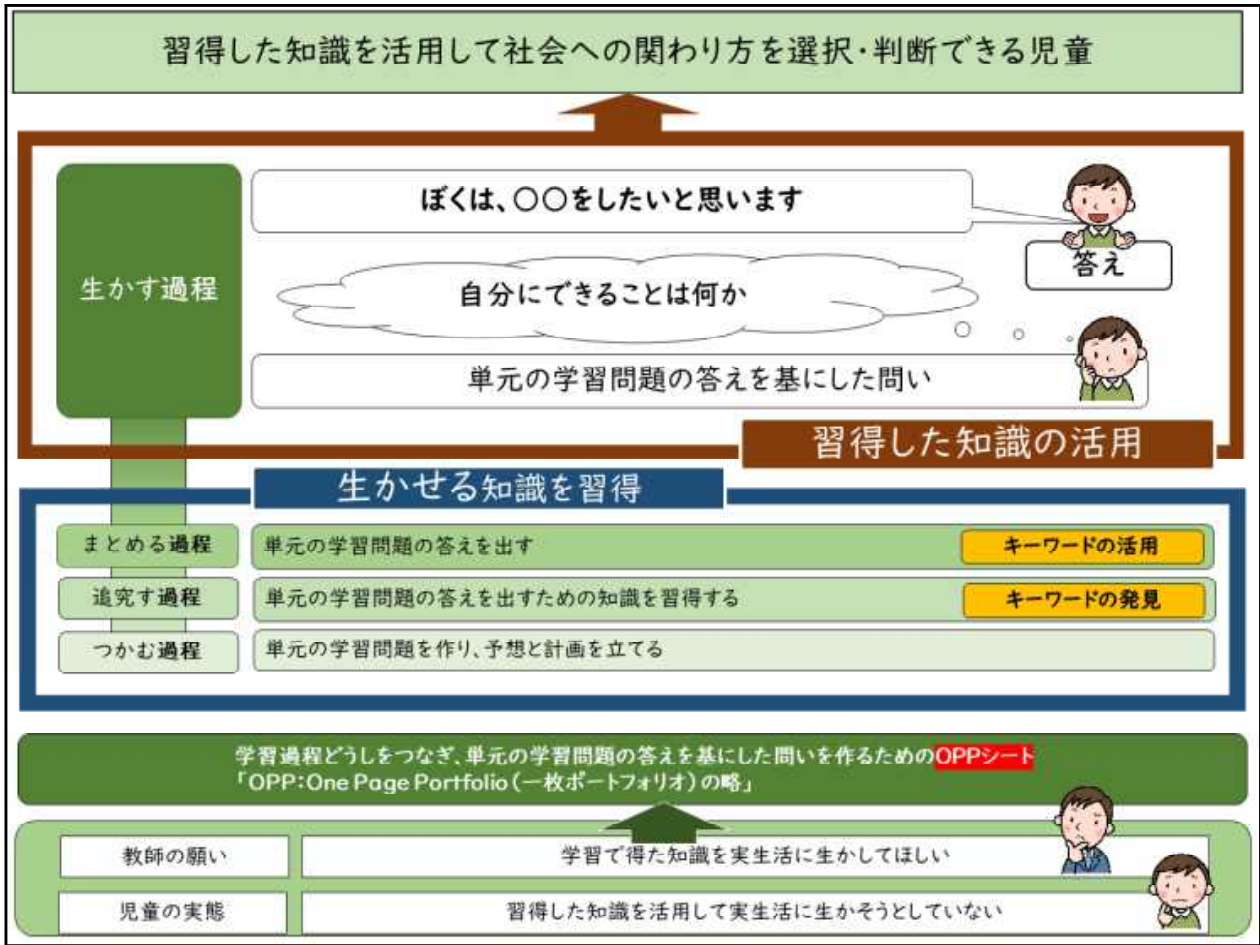 習得した知識を活用して社会への関わり方を選択・判断できる児童
生かす過程
ぼくは、〇〇をしたいと思います
答え
自分にできることは何か
単元の学習問題の答えを基にした問い
習得した知識の活用
生かせる知識を習得
まとめる過程
単元の学習問題の答えを出す
キーワードの活用
追究す過程
単元の学習問題の答えを出すための知識を習得する
キーワードの発見
つかむ過程
単元の学習問題を作り、予想と計画を立てる
学習過程どうしをつなぎ、単元の学習問題の答えを基にした問いを作るためのOPPシート
「OPP:One Page Portfolio(一枚ポートフォリオ)の略」
教師の願い
学習で得た知識を実生活に生かしてほしい
児童の実態
習得した知識を活用して実生活に生かそうとしていない